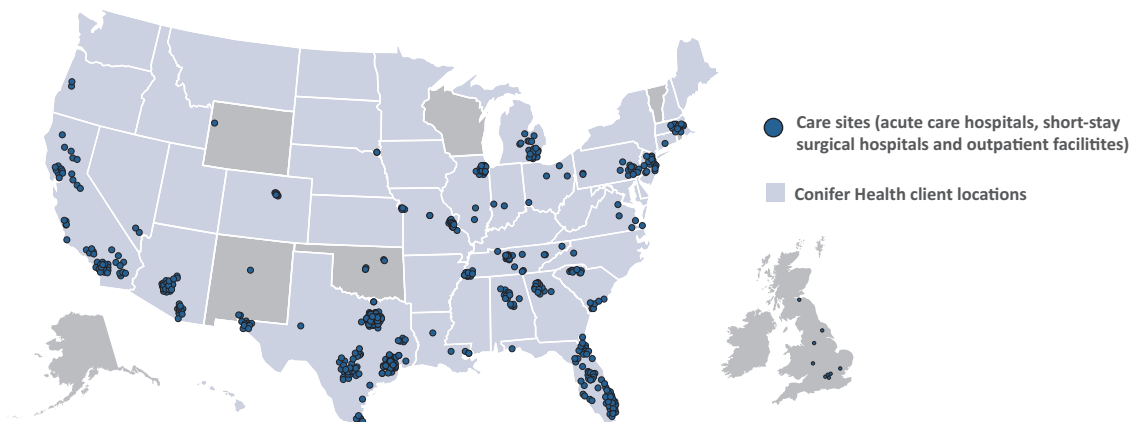 Care sites (acute care hospitals, short-stay
surgical hospitals and outpatient facilitites)
Conifer Health client locations